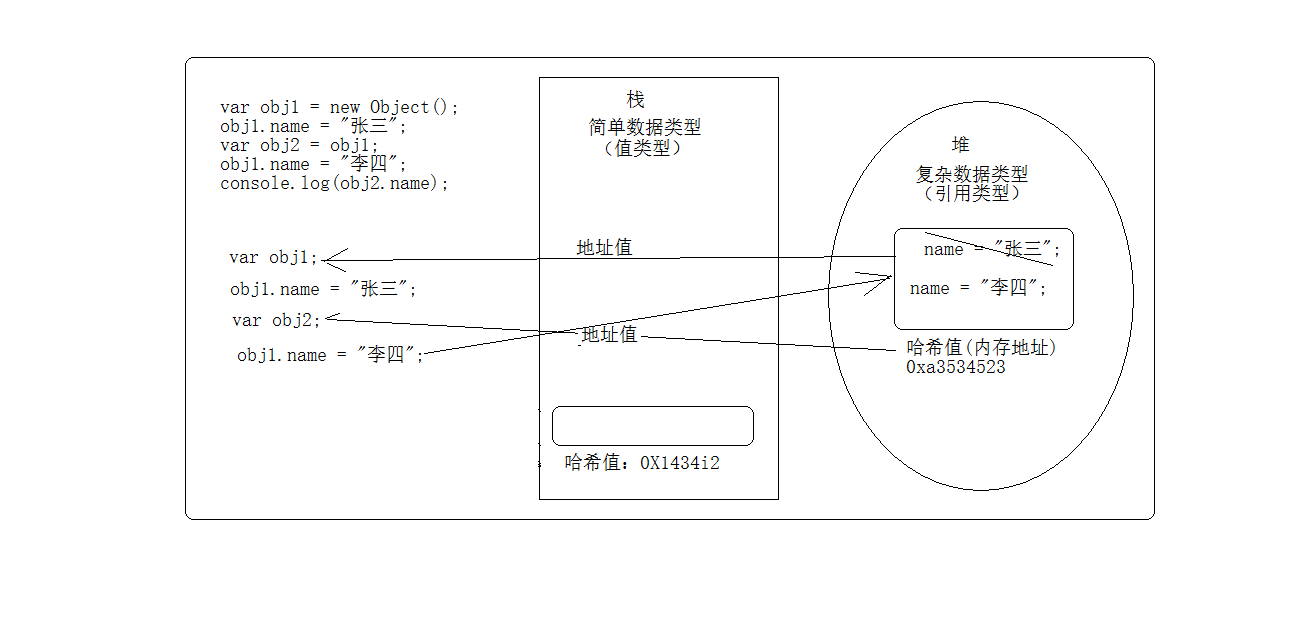 var obj1 = new Object();
obj1.name = "张三";
var obj2 = obj1;
obj1.name = "李四";
console.log(obj2.name);
var obj1;
obj1.name = "张三";
var obj2;
obj1.name = "李四";
栈
简单数据类型
（值类型）
地址值
地址值
哈希值：0X1434i2
堆
复杂数据类型
（引用类型）
name = "张三";
name = "李四";
哈希值(内存地址)
0xa3534523